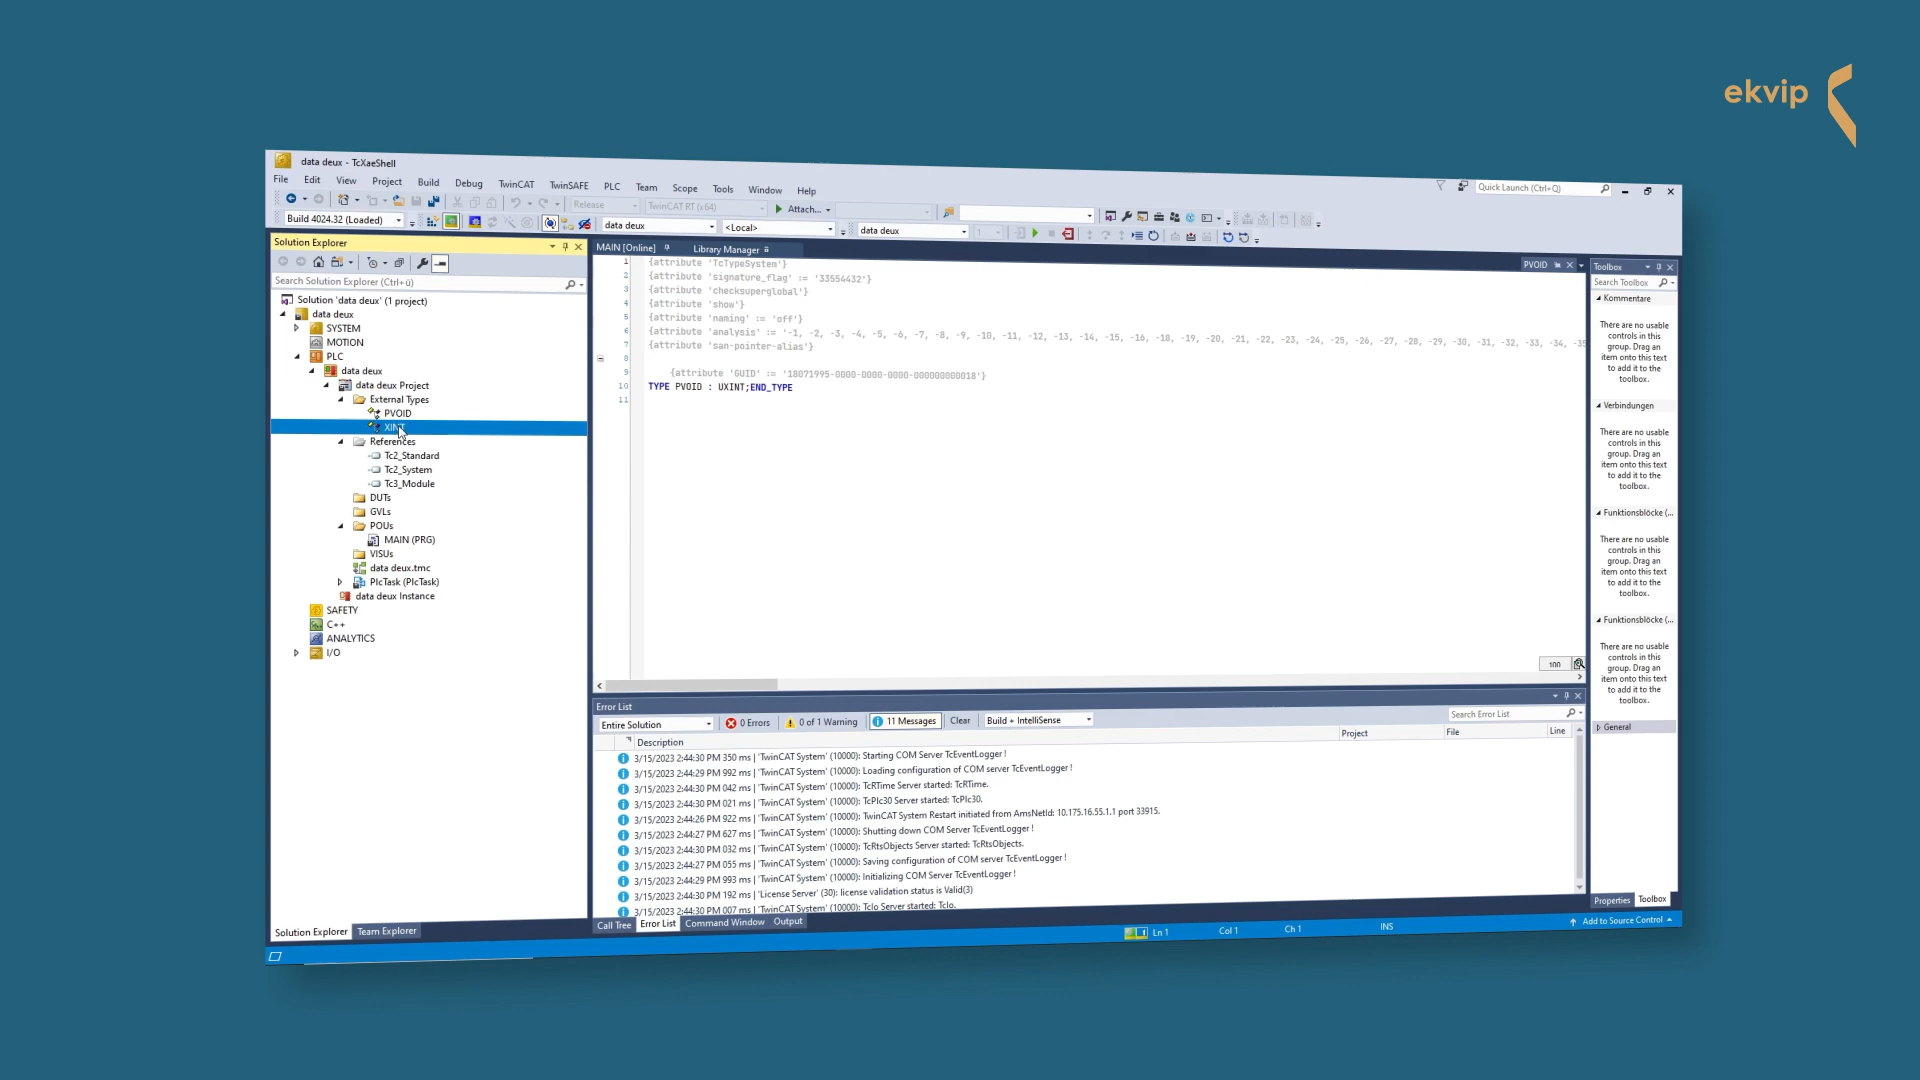 ekvip
data deux - TcXaeShell
File Edit View Project Build Debug TwinCAT TwinSAFE PLC Team Scope Tools Window Help
Quick Launch (Ctrl+Q)
Release TwinCAT RT (x64) Attach...
Build 4024.32 (Loaded) data deux <Local> data deux 1
Solution Explorer
Search Solution Explorer (Ctrl+ü)
Solution 'data deux' (1 project)
data deux
SYSTEM
MOTION
PLC
data deux
data deux Project
External Types
PVOID
XINT
References
Tc2_Standard
Tc2_System
Tc3_Module
DUTs
GVLs
POUs
MAIN (PRG)
VISUs
data deux.tmc
PlcTask (PlcTask)
data deux Instance
SAFETY
C++
ANALYTICS
I/O
Solution Explorer Team Explorer
MAIN [Online] Library Manager PVOID
1 {attribute 'TcTypeSystem'}
2 {attribute 'signature_flag' := '33554432'}
3 {attribute 'checksuperglobal'}
4 {attribute 'show'}
5 {attribute 'naming' := 'off'}
6 {attribute 'analysis' := '-1, -2, -3, -4, -5, -6, -7, -8, -9, -10, -11, -12, -13, -14, -15, -16, -18, -19, -20, -21, -22, -23, -24, -25, -26, -27, -28, -29, -30, -31, -32, -33, -34, -35
7 {attribute 'san-pointer-alias'}
8
9 {attribute 'GUID' := '18071995-0000-0000-0000-000000000018'}
10 TYPE PVOID : UXINT;END_TYPE
11
100
Error List
Entire Solution 0 Errors 0 of 1 Warning 11 Messages Clear Build + IntelliSense Search Error List
Description Project File Line
3/15/2023 2:44:30 PM 350 ms | 'TwinCAT System' (10000): Starting COM Server TcEventLogger !
3/15/2023 2:44:29 PM 992 ms | 'TwinCAT System' (10000): Loading configuration of COM server TcEventLogger !
3/15/2023 2:44:30 PM 042 ms | 'TwinCAT System' (10000): TcRTime Server started: TcRTime.
3/15/2023 2:44:30 PM 021 ms | 'TwinCAT System' (10000): TcPlc30 Server started: TcPlc30.
3/15/2023 2:44:26 PM 922 ms | 'TwinCAT System' (10000): TwinCAT System Restart initiated from AmsNetId: 10.175.16.55.1.1 port 33915.
3/15/2023 2:44:27 PM 627 ms | 'TwinCAT System' (10000): Shutting down COM Server TcEventLogger !
3/15/2023 2:44:30 PM 032 ms | 'TwinCAT System' (10000): TcRtsObjects Server started: TcRtsObjects.
3/15/2023 2:44:27 PM 055 ms | 'TwinCAT System' (10000): Saving configuration of COM server TcEventLogger !
3/15/2023 2:44:29 PM 993 ms | 'TwinCAT System' (10000): Initializing COM Server TcEventLogger !
3/15/2023 2:44:30 PM 192 ms | 'License Server' (30): license validation status is Valid(3)
3/15/2023 2:44:30 PM 007 ms | 'TwinCAT System' (10000): TcIo Server started: TcIo.
Call Tree Error List Command Window Output
Toolbox
Search Toolbox
Kommentare
There are no usable
controls in this
group. Drag an
item onto this text
to add it to the
toolbox.
Verbindungen
There are no usable
controls in this
group. Drag an
item onto this text
to add it to the
toolbox.
Funktionsblöcke (...
There are no usable
controls in this
group. Drag an
item onto this text
to add it to the
toolbox.
Funktionsblöcke (...
There are no usable
controls in this
group. Drag an
item onto this text
to add it to the
toolbox.
General
Properties Toolbox
Ln 1 Col 1 Ch 1 INS Add to Source Control